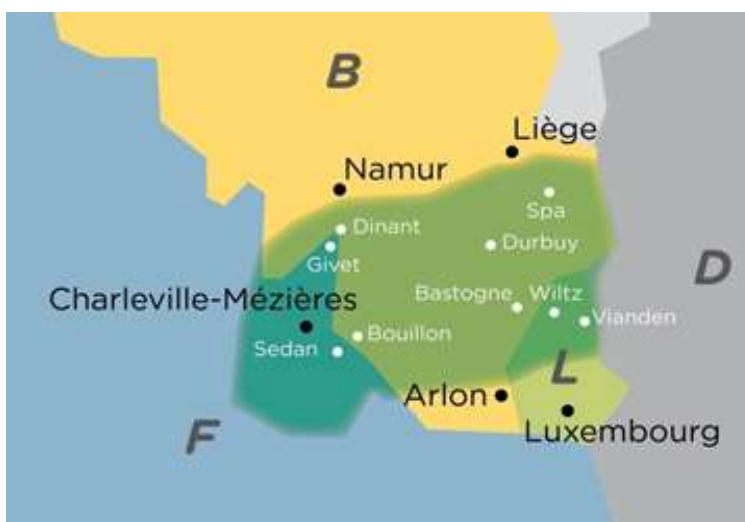 B
Liège
Namur
Spa
Dinant
Durbuy
Givet
D
Charleville-Mézières
Bastogne
Wiltz
Vianden
Bouillon
Sedan
L
Arlon
F
Luxembourg